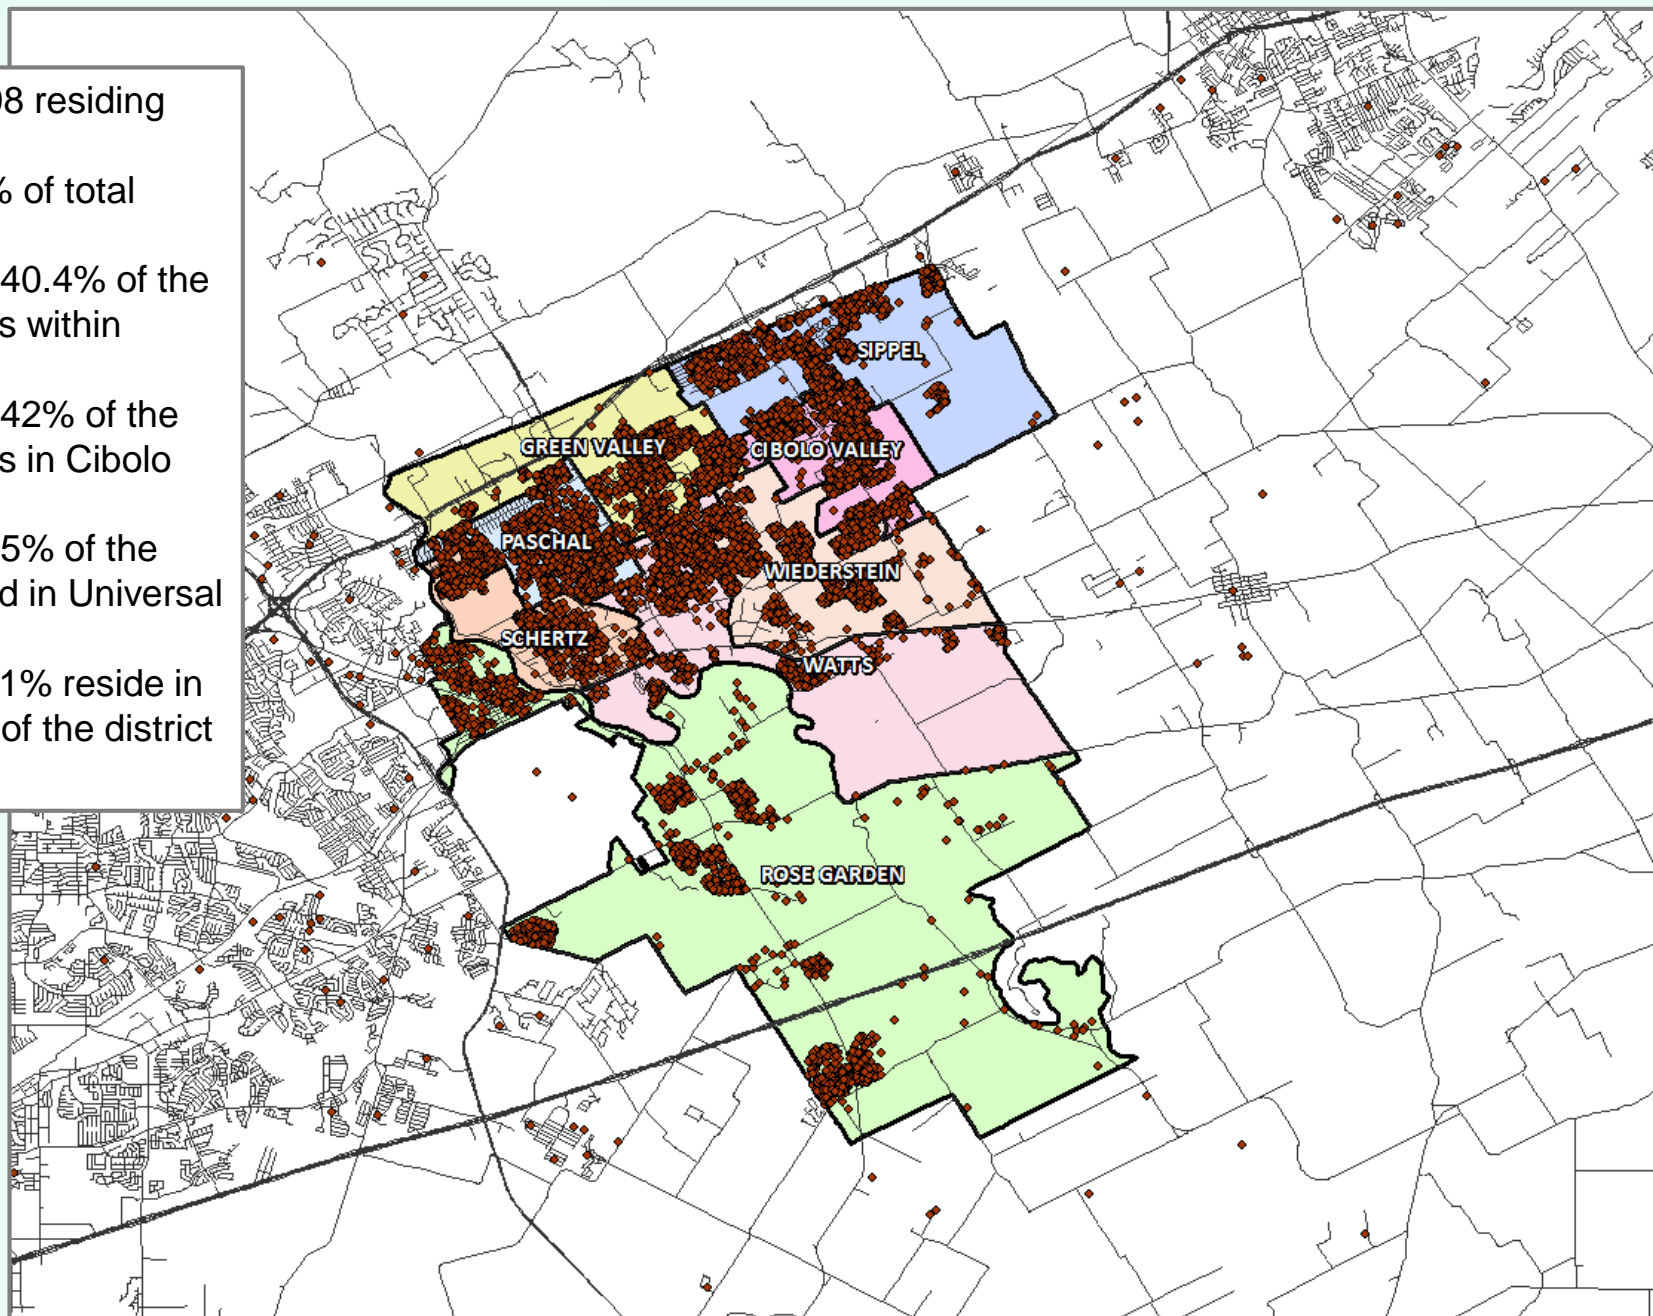 98 residing
% of total
40.4% of the
s within
42% of the
s in Cibolo
5% of the
d in Universal
1% reside in
of the district
SIPPEL
GREEN VALLEY
CIBOLO VALLEY
PASCHAL
WIEDERSTEIN
SCHERTZ
WATTS
ROSE GARDEN